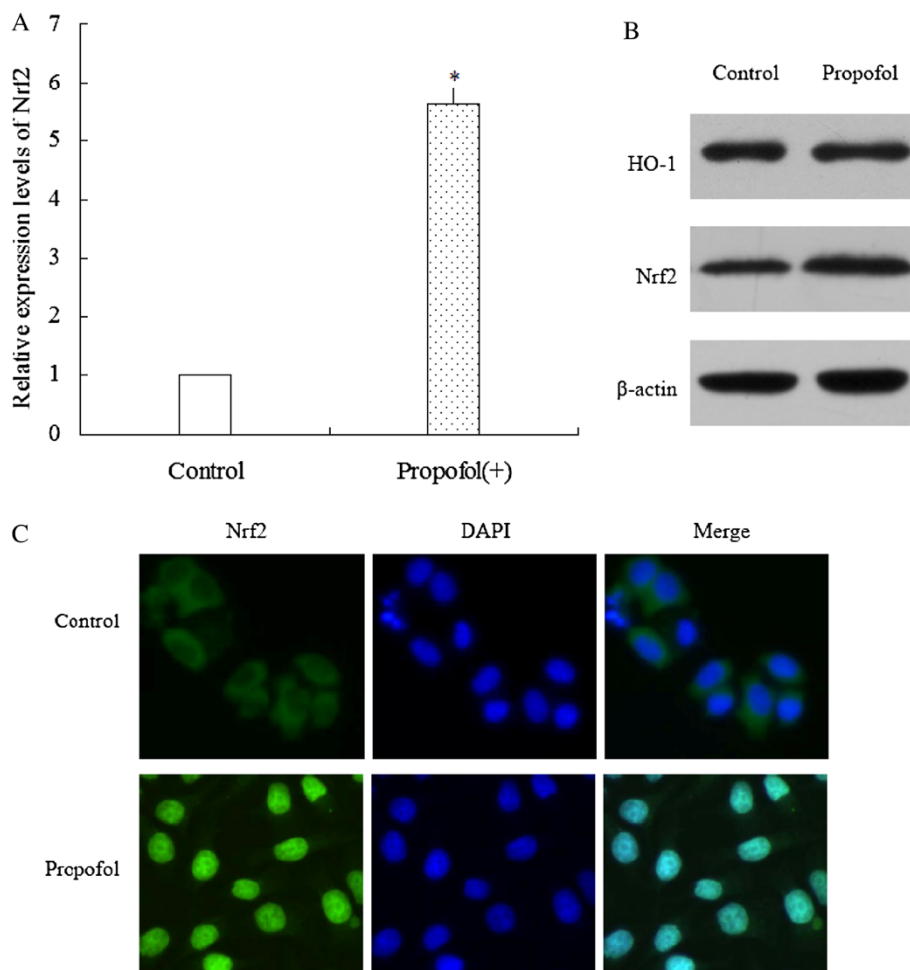 A
Relative expression levels of Nrf2
7
6
5
4
3
2
1
0
*
Control
Propofol(+)
B
Control Propofol
HO-1
Nrf2
β-actin
C
Nrf2 DAPI Merge
Control
Propofol